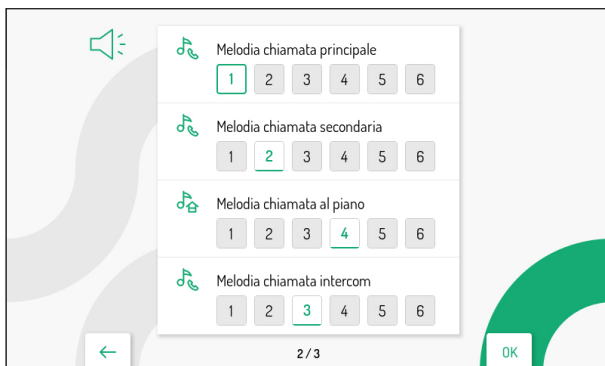 Melodia chiamata principale
1 2 3 4 5 6
Melodia chiamata secondaria
1 2 3 4 5 6
Melodia chiamata al piano
1 2 3 4 5 6
Melodia chiamata intercom
1 2 3 4 5 6
2 / 3
OK